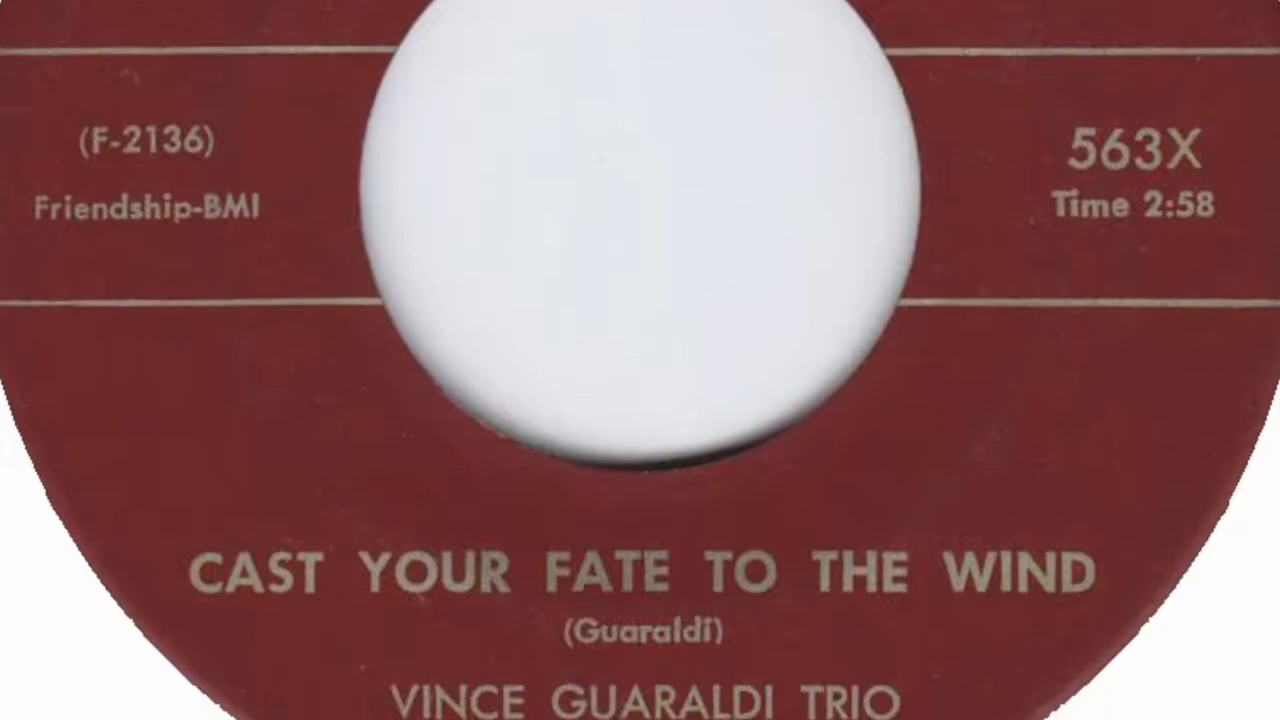 (F-2136)
Friendship-BMI
563X
Time 2:58
CAST YOUR FATE TO THE WIND
(Guaraldi)
VINCE GUARALDI TRIO